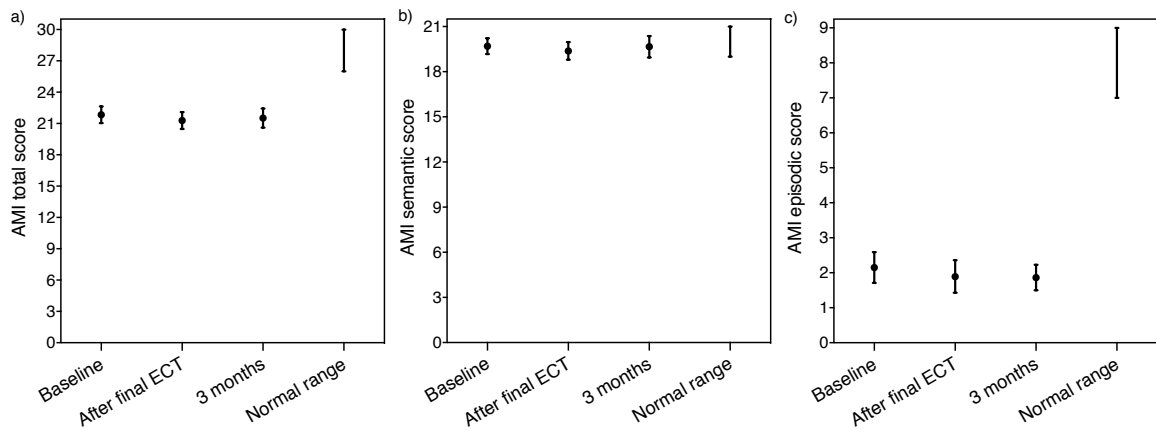 a)
AMI total score
30
27
24
21
18
15
12
9
6
3
0
Baseline
After final ECT
3 months
Normal range
b)
AMI semantic score
21
18
15
12
9
6
3
0
Baseline
After final ECT
3 months
Normal range
c)
AMI episodic score
9
8
7
6
5
4
3
2
1
0
Baseline
After final ECT
3 months
Normal range